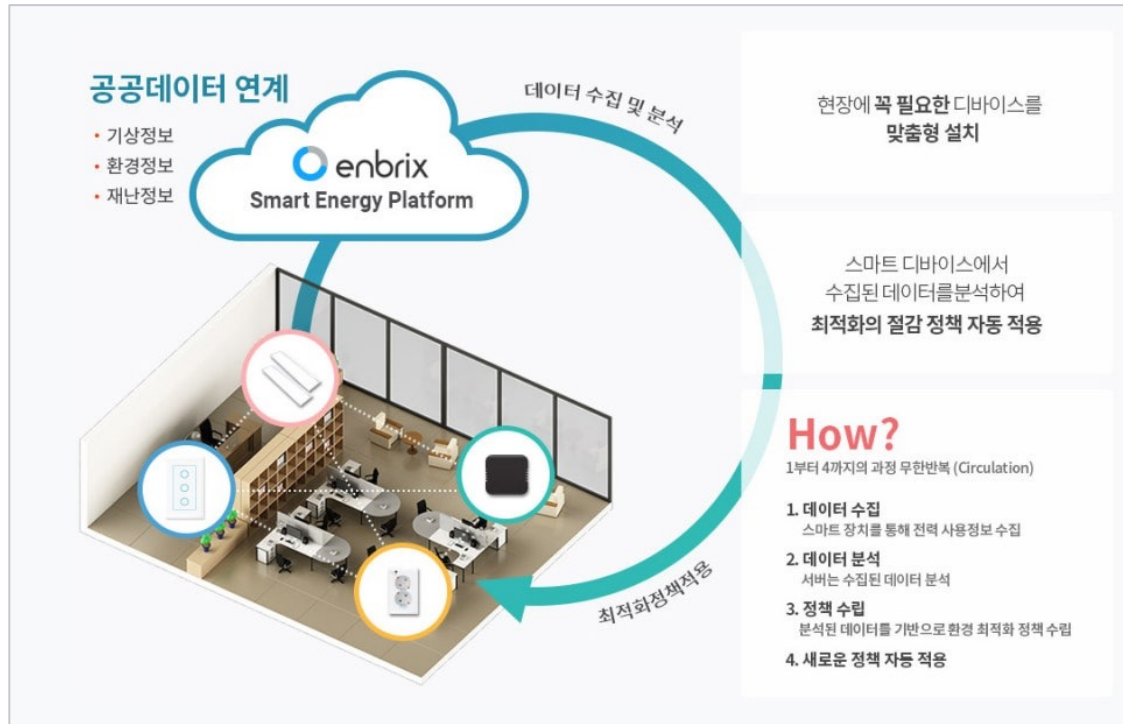 공공데이터 연계
• 기상정보
• 환경정보
• 재난정보
enbrix
Smart Energy Platform
데이터 수집 및 분석
최적화정책적용
현장에 꼭 필요한 디바이스를
맞춤형 설치
스마트 디바이스에서
수집된 데이터를분석하여
최적화의 절감 정책 자동 적용
How?
1부터 4까지의 과정 무한반복 (Circulation)
1. 데이터 수집
스마트 장치를 통해 전력 사용정보 수집
2. 데이터 분석
서버는 수집된 데이터 분석
3. 정책 수립
분석된 데이터를 기반으로 환경 최적화 정책 수립
4. 새로운 정책 자동 적용